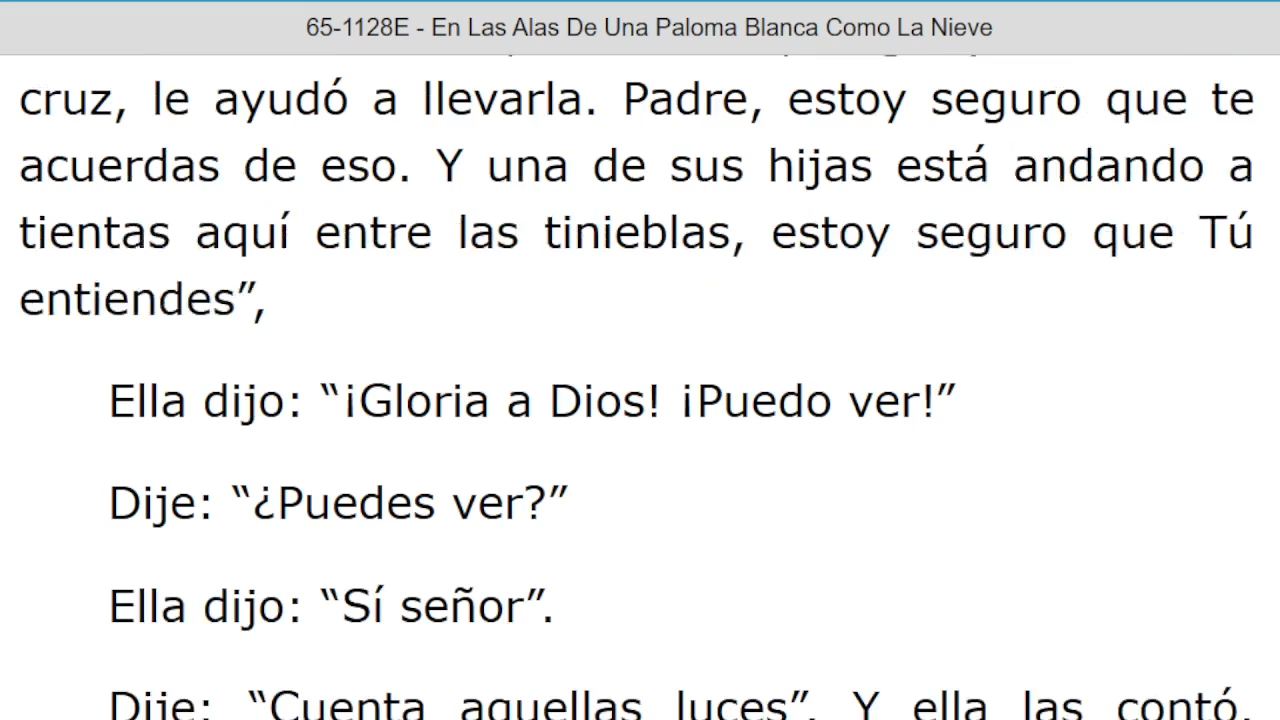 65-1128E - En Las Alas De Una Paloma Blanca Como La Nieve
cruz, le ayudó a llevarla. Padre, estoy seguro que te
acuerdas de eso. Y una de sus hijas está andando a
tientas aquí entre las tinieblas, estoy seguro que Tú
entiendes”,
Ella dijo: “¡Gloria a Dios! ¡Puedo ver!”
Dije: “¿Puedes ver?”
Ella dijo: “Sí señor”.
Dije: “Cuenta aquellas luces”. Y ella las contó.